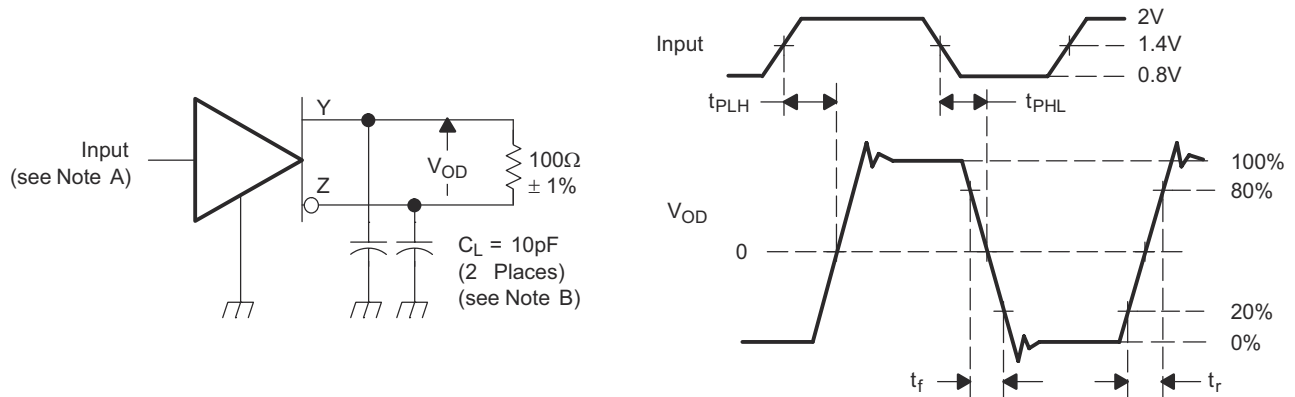 Input
(see Note A)
Y
Z
V_OD
100Ω
± 1%
C_L = 10pF
(2 Places)
(see Note B)
Input
2V
1.4V
0.8V
t_PLH
t_PHL
V_OD
0
100%
80%
20%
0%
t_f
t_r